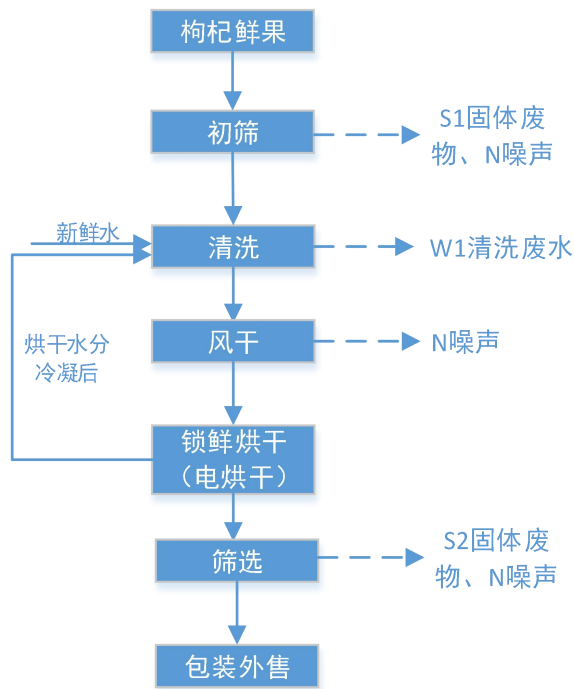 枸杞鲜果
初筛
S1固体废
物、N噪声
新鲜水
清洗
W1清洗废水
风干
N噪声
烘干水分
冷凝后
锁鲜烘干
（电烘干）
筛选
S2固体废
物、N噪声
包装外售